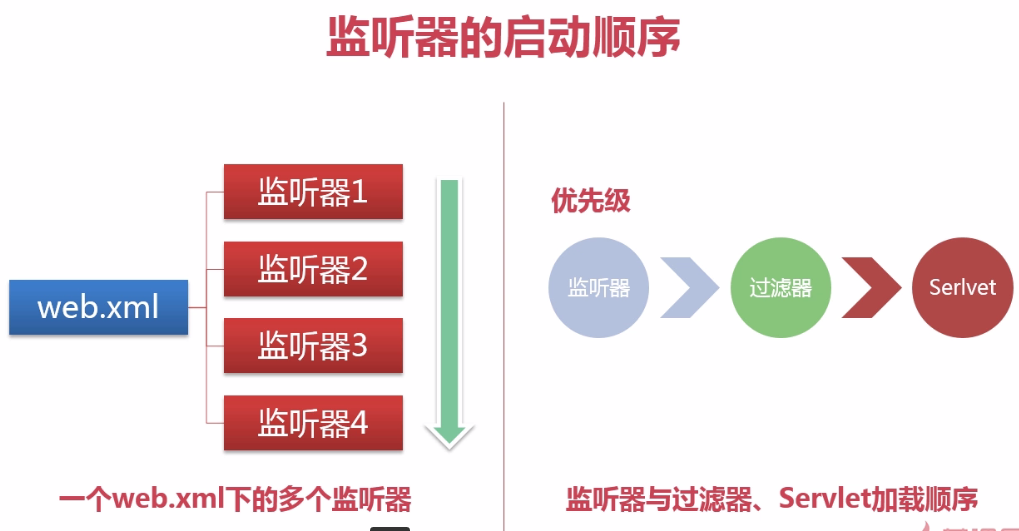 监听器的启动顺序
web.xml
监听器1
监听器2
监听器3
监听器4
一个web.xml下的多个监听器
优先级
监听器
过滤器
Serlvet
监听器与过滤器、Servlet加载顺序